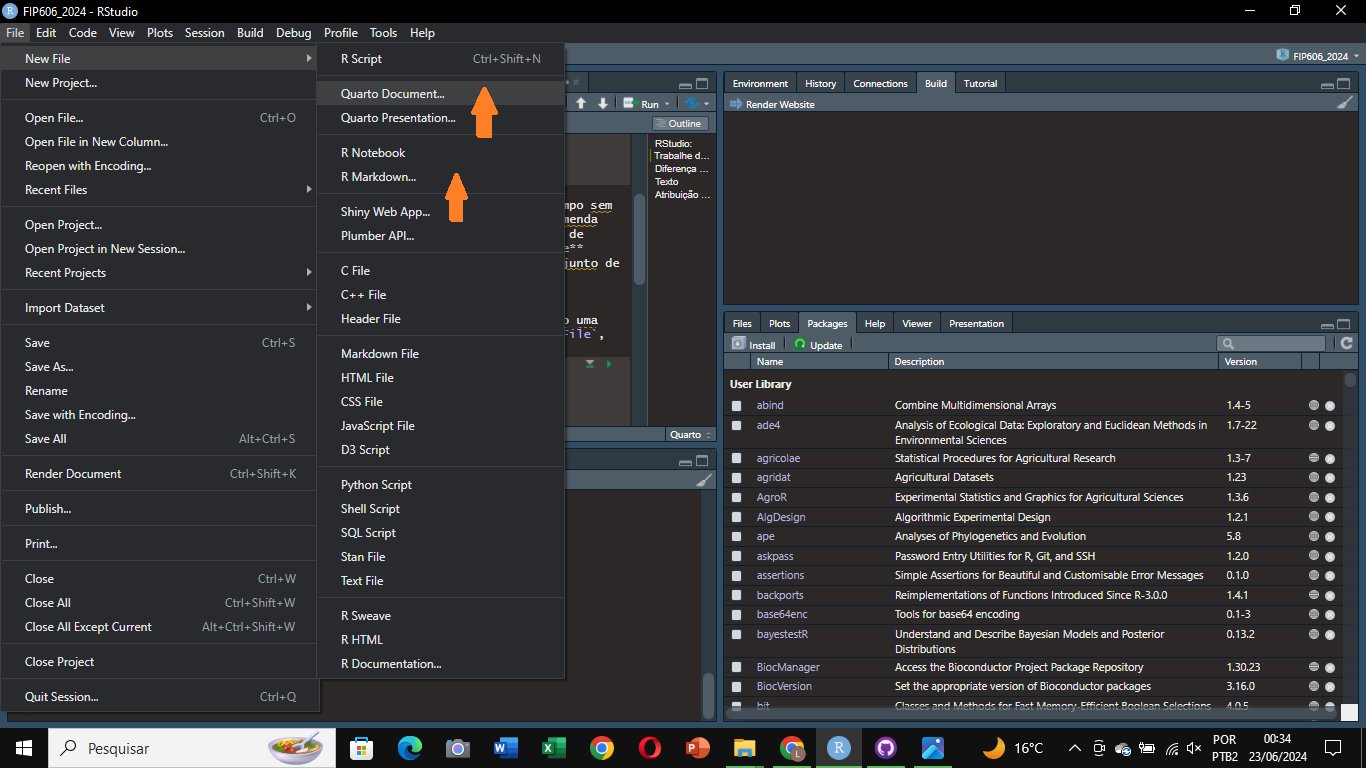 FIP606_2024 - RStudio
File Edit Code View Plots Session Build Debug Profile Tools Help
New File
New Project...
Open File... Ctrl+O
Open File in New Column...
Reopen with Encoding...
Recent Files
Open Project...
Open Project in New Session...
Recent Projects
Import Dataset
Save Ctrl+S
Save As...
Rename
Save with Encoding...
Save All Alt+Ctrl+S
Render Document Ctrl+Shift+K
Publish...
Print...
Close Ctrl+W
Close All Ctrl+Shift+W
Close All Except Current Alt+Ctrl+Shift+W
Close Project
Quit Session... Ctrl+Q
R Script Ctrl+Shift+N
Quarto Document...
Quarto Presentation...
R Notebook
R Markdown...
Shiny Web App...
Plumber API...
C File
C++ File
Header File
Markdown File
HTML File
CSS File
JavaScript File
D3 Script
Python Script
Shell Script
SQL Script
Stan File
Text File
R Sweave
R HTML
R Documentation...
Run
Outline
RStudio:
Trabalhe d...
Diferença ...
Texto
Atribuição ...
mpo sem
menda
de
e**
junto de
o uma
File`,
Quarto
FIP606_2024
Environment History Connections Build Tutorial
Render Website
Files Plots Packages Help Viewer Presentation
Install Update
Name Description Version
User Library
abind Combine Multidimensional Arrays 1.4-5
ade4 Analysis of Ecological Data: Exploratory and Euclidean Methods in 1.7-22
Environmental Sciences
agricolae Statistical Procedures for Agricultural Research 1.3-7
agridat Agricultural Datasets 1.23
AgroR Experimental Statistics and Graphics for Agricultural Sciences 1.3.6
AlgDesign Algorithmic Experimental Design 1.2.1
ape Analyses of Phylogenetics and Evolution 5.8
askpass Password Entry Utilities for R, Git, and SSH 1.2.0
assertions Simple Assertions for Beautiful and Customisable Error Messages 0.1.0
backports Reimplementations of Functions Introduced Since R-3.0.0 1.4.1
base64enc Tools for base64 encoding 0.1-3
bayestestR Understand and Describe Bayesian Models and Posterior 0.13.2
Distributions
BiocManager Access the Bioconductor Project Package Repository 1.30.23
BiocVersion Set the appropriate version of Bioconductor packages 3.16.0
bit Classes and Methods for Fast Memory-Efficient Boolean Selections 4.0.5
Pesquisar
16°C
POR
PTB2
00:34
23/06/2024